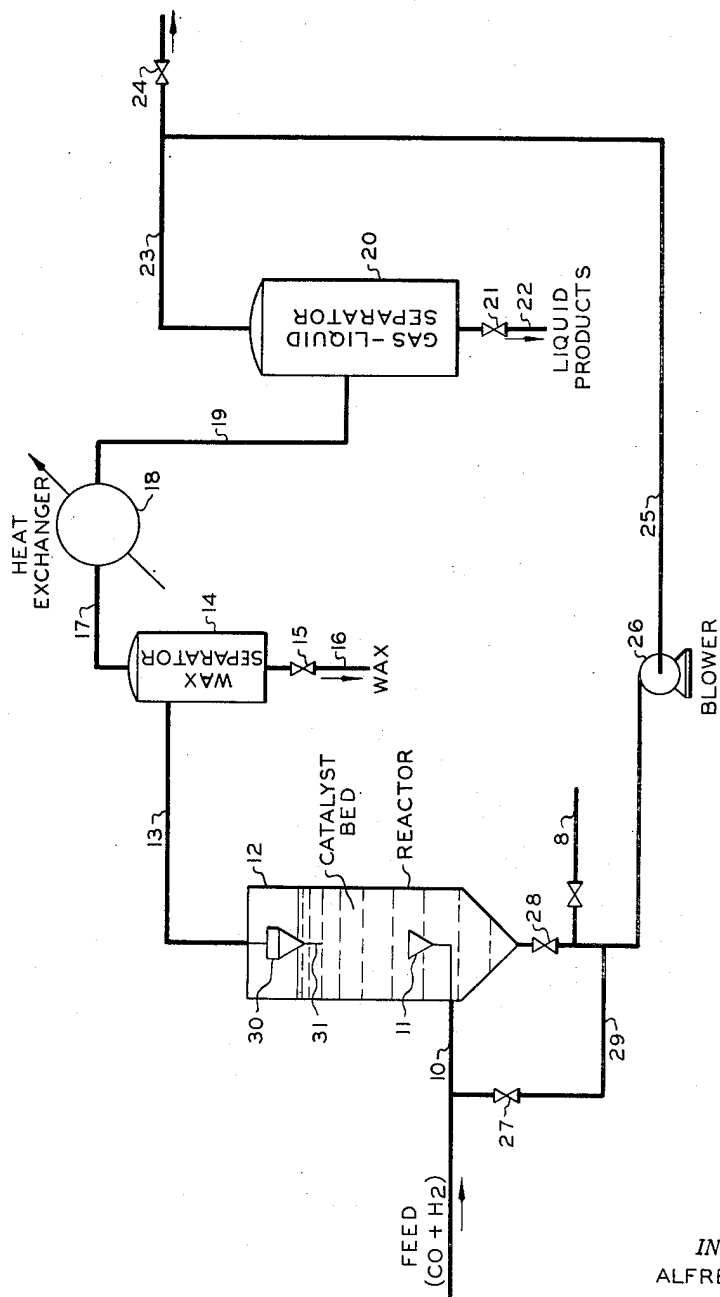 24
23
20
GAS-LIQUID
SEPARATOR
21
22
LIQUID
PRODUCTS
19
HEAT
EXCHANGER
18
17
14
WAX
SEPARATOR
15
16
WAX
25
26
BLOWER
13
12
CATALYST
BED
REACTOR
30
31
11
10
28
8
29
27
FEED
(CO + H2)
IN
ALFRE